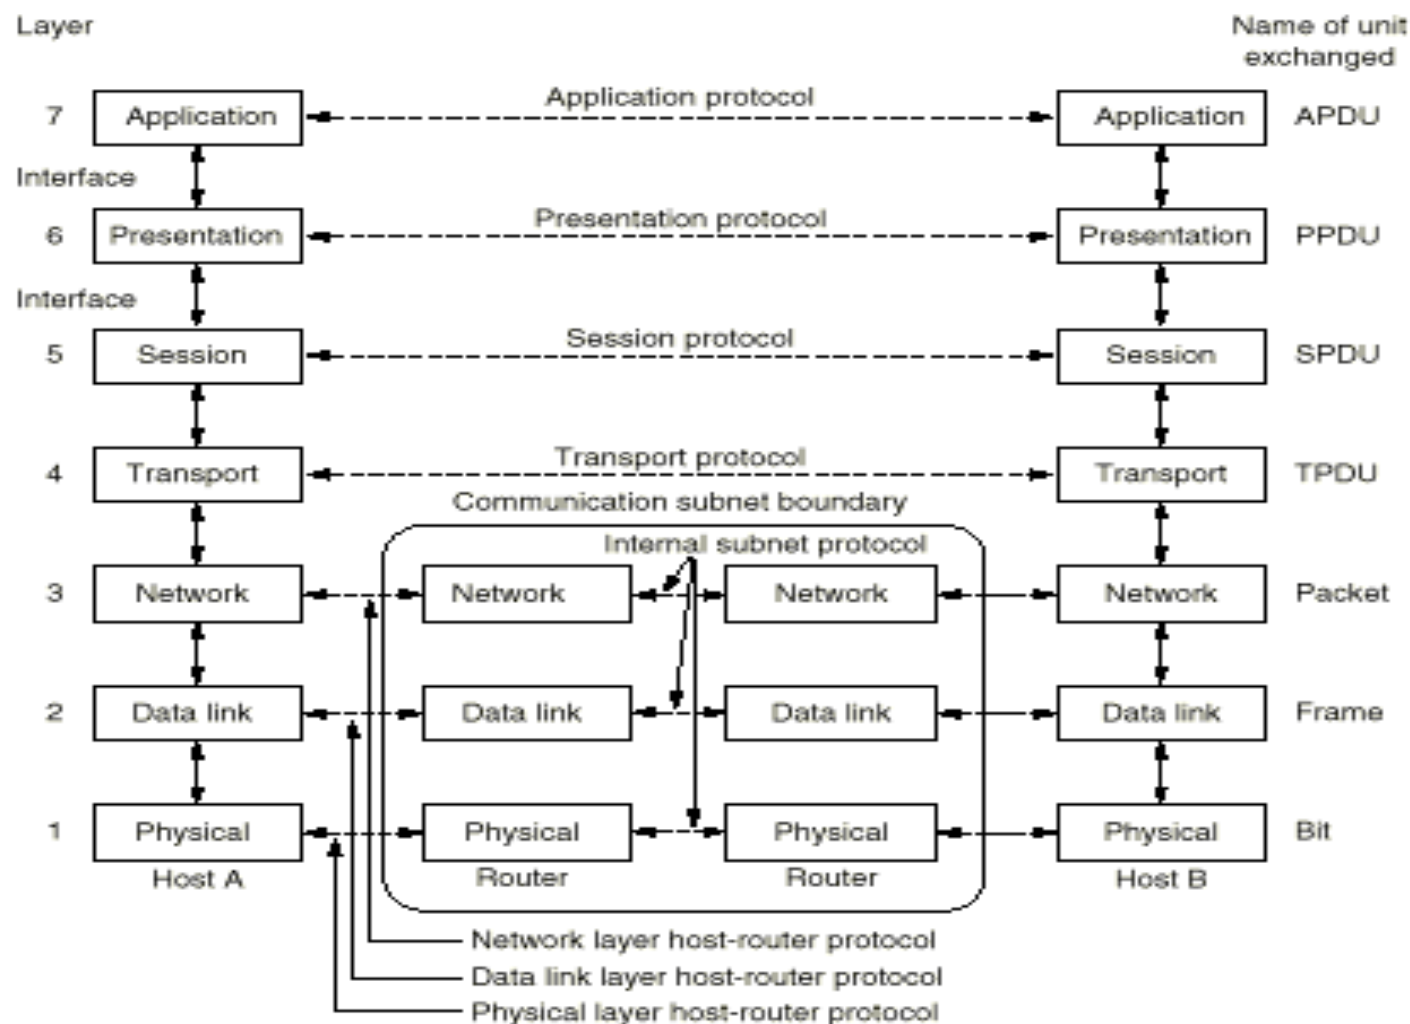 Layer
Name of unit
exchanged
7 Application Application protocol Application APDU
Interface
6 Presentation Presentation protocol Presentation PPDU
Interface
5 Session Session protocol Session SPDU
4 Transport Transport protocol Transport TPDU
Communication subnet boundary
Internal subnet protocol
3 Network Network Network Network Packet
2 Data link Data link Data link Data link Frame
1 Physical Physical Physical Physical Bit
Host A Router Router Host B
Network layer host-router protocol
Data link layer host-router protocol
Physical layer host-router protocol